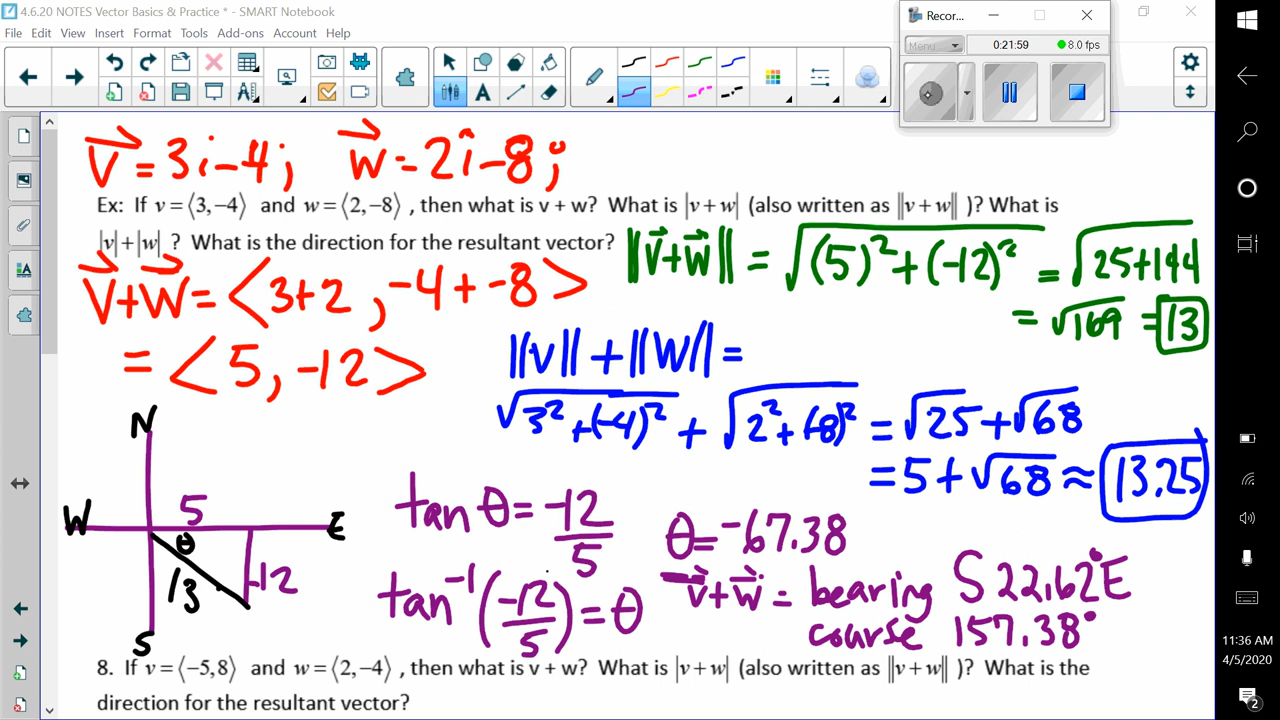 4.6.20 NOTES Vector Basics & Practice * - SMART Notebook
File Edit View Insert Format Tools Add-ons Account Help
Recor...
Menu
0:21:59
8.0 fps
v = 3i - 4j w = 2i - 8j
Ex: If v = ⟨3,−4⟩ and w = ⟨2,−8⟩ , then what is v + w? What is |v + w| (also written as ‖v + w‖ )? What is
|v| + |w| ? What is the direction for the resultant vector?
‖v+w‖ = √(5)²+(-12)² = √25+144
= √169 = 13
v+w = <3+2, -4+-8>
= <5, -12>
‖v‖ + ‖w‖ =
√3²+(-4)² + √2²+(-8)² = √25 + √68
= 5 + √68 ≈ 13.25
N
W
5
E
θ
13
-12
S
tan θ = -12/5
tan⁻¹(-12/5) = θ
θ = -67.38
v+w = bearing S 22.62°E
course 157.38°
8. If v = ⟨−5,8⟩ and w = ⟨2,−4⟩ , then what is v + w? What is |v + w| (also written as ‖v + w‖ )? What is the
direction for the resultant vector?
11:36 AM
4/5/2020
2